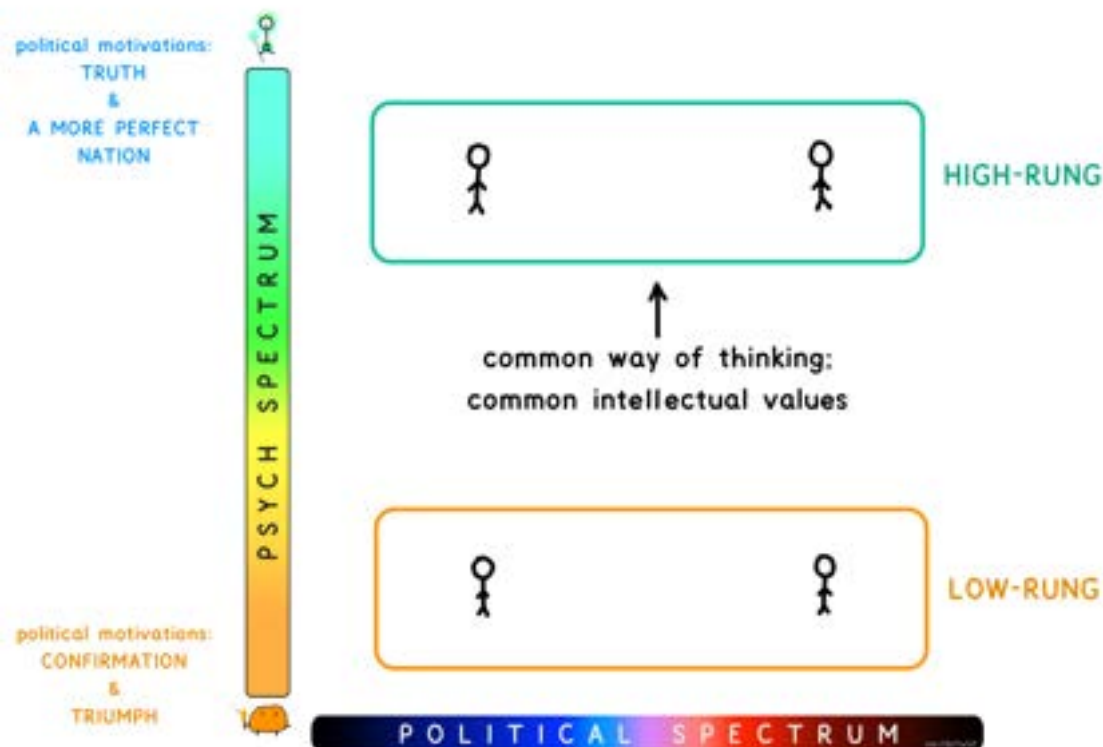 political motivations:
TRUTH
&
A MORE PERFECT
NATION
PSYCH SPECTRUM
HIGH-RUNG
common way of thinking:
common intellectual values
LOW-RUNG
political motivations:
CONFIRMATION
&
TRIUMPH
POLITICAL SPECTRUM